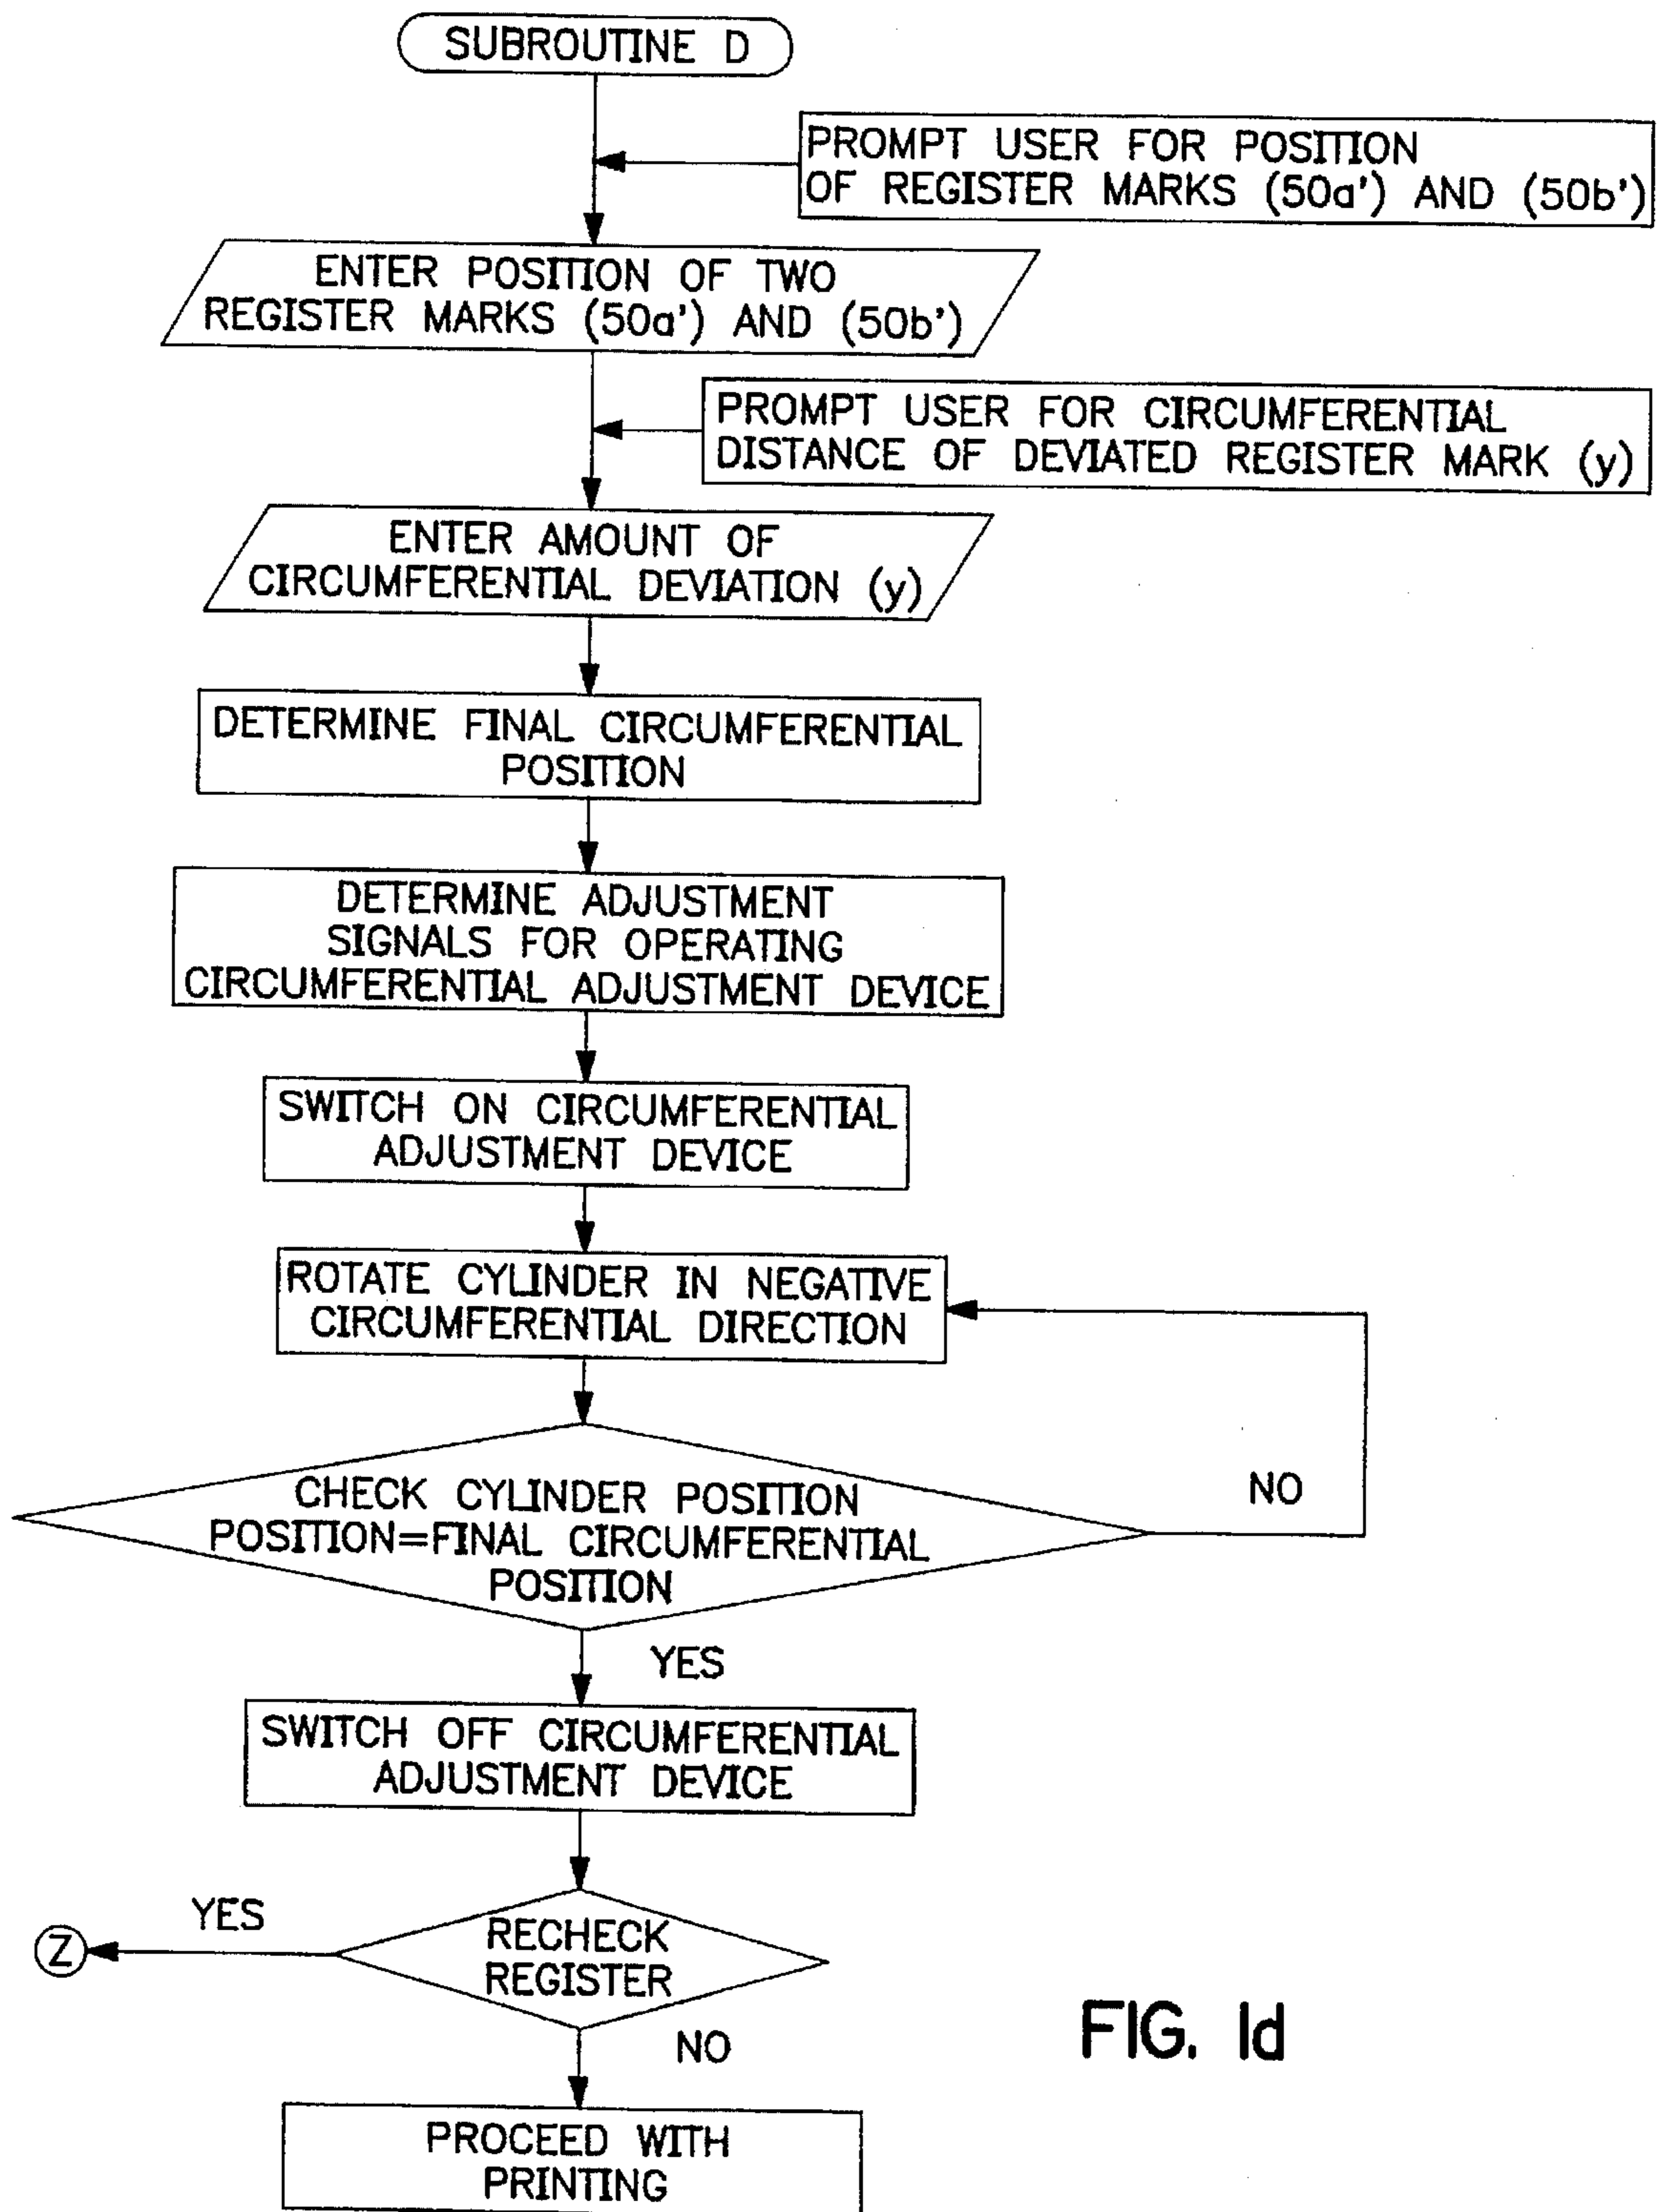 SUBROUTINE D
PROMPT USER FOR POSITION
OF REGISTER MARKS (50a') AND (50b')
ENTER POSITION OF TWO
REGISTER MARKS (50a') AND (50b')
PROMPT USER FOR CIRCUMFERENTIAL
DISTANCE OF DEVIATED REGISTER MARK (y)
ENTER AMOUNT OF
CIRCUMFERENTIAL DEVIATION (y)
DETERMINE FINAL CIRCUMFERENTIAL
POSITION
DETERMINE ADJUSTMENT
SIGNALS FOR OPERATING
CIRCUMFERENTIAL ADJUSTMENT DEVICE
SWITCH ON CIRCUMFERENTIAL
ADJUSTMENT DEVICE
ROTATE CYLINDER IN NEGATIVE
CIRCUMFERENTIAL DIRECTION
CHECK CYLINDER POSITION
POSITION=FINAL CIRCUMFERENTIAL
POSITION
NO
YES
SWITCH OFF CIRCUMFERENTIAL
ADJUSTMENT DEVICE
RECHECK
REGISTER
YES
Z
NO
PROCEED WITH
PRINTING
FIG. 1d